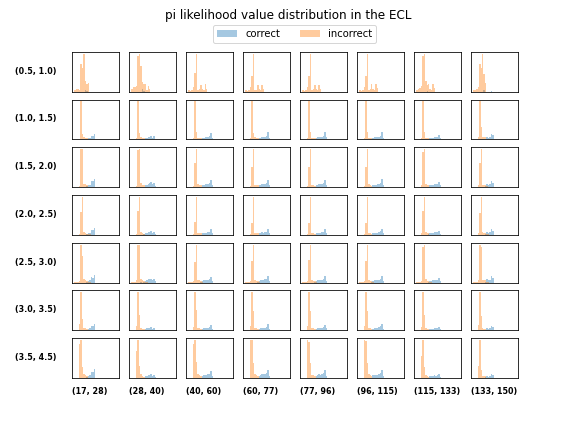 pi likelihood value distribution in the ECL
correct incorrect
(0.5, 1.0)
(1.0, 1.5)
(1.5, 2.0)
(2.0, 2.5)
(2.5, 3.0)
(3.0, 3.5)
(3.5, 4.5)
(17, 28) (28, 40) (40, 60) (60, 77) (77, 96) (96, 115) (115, 133) (133, 150)